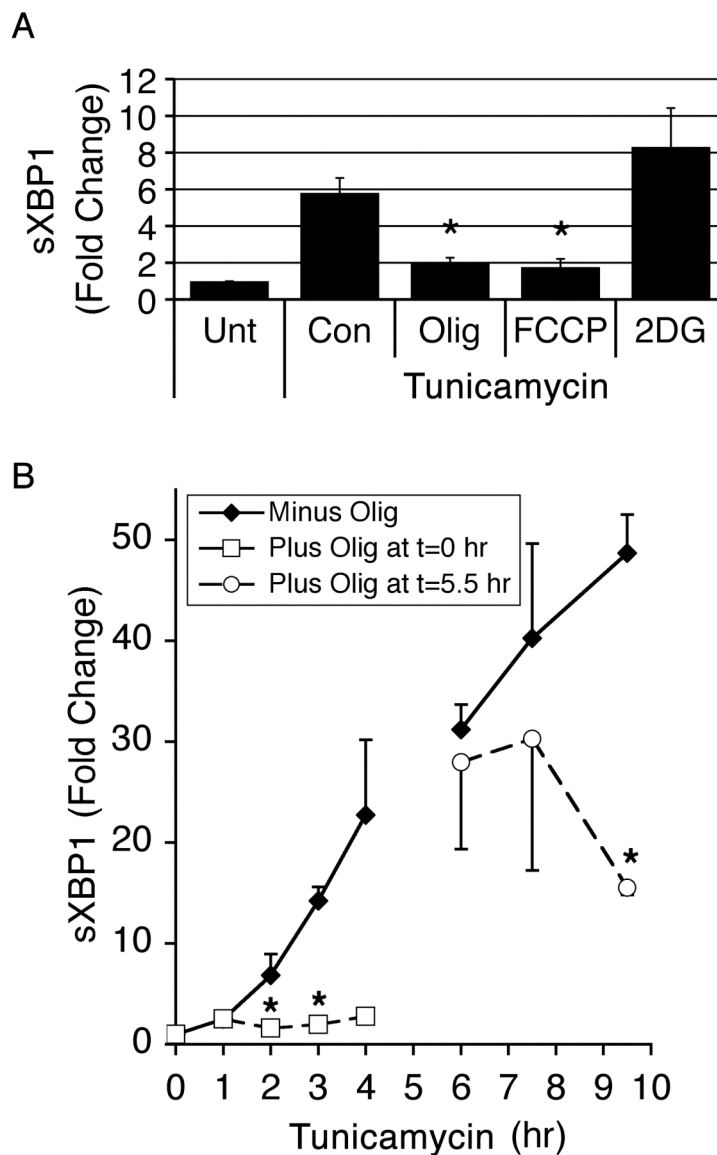 A
sXBP1
(Fold Change)
12
10
8
6
4
2
0
* *
Unt Con Olig FCCP 2DG
Tunicamycin
B
Minus Olig
Plus Olig at t=0 hr
Plus Olig at t=5.5 hr
sXBP1 (Fold Change)
50
40
30
20
10
0
*
* *
0 1 2 3 4 5 6 7 8 9 10
Tunicamycin (hr)